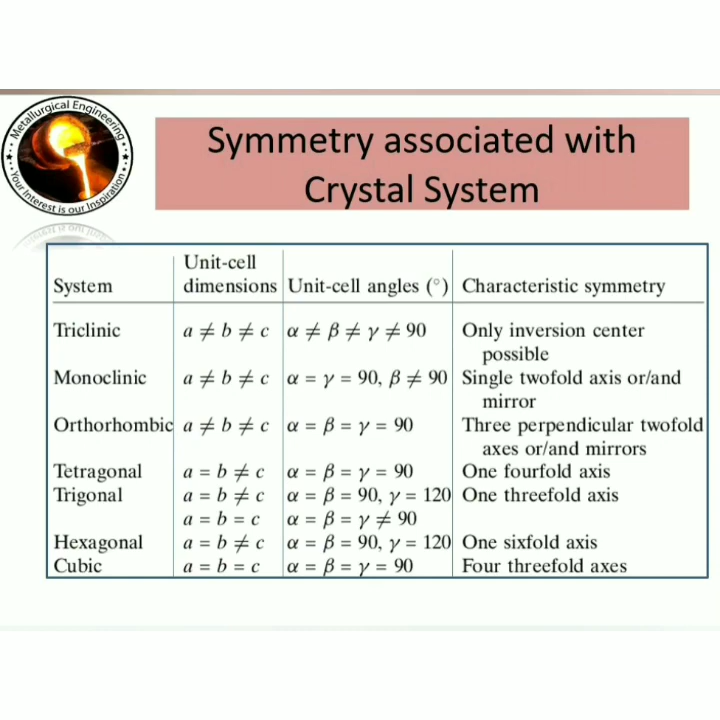 Metallurgical Engineering
Your Interest is our Inspiration
Symmetry associated with
Crystal System
Unit-cell
System dimensions Unit-cell angles (°) Characteristic symmetry
Triclinic a ≠ b ≠ c α ≠ β ≠ γ ≠ 90 Only inversion center
possible
Monoclinic a ≠ b ≠ c α = γ = 90, β ≠ 90 Single twofold axis or/and
mirror
Orthorhombic a ≠ b ≠ c α = β = γ = 90 Three perpendicular twofold
axes or/and mirrors
Tetragonal a = b ≠ c α = β = γ = 90 One fourfold axis
Trigonal a = b ≠ c α = β = 90, γ = 120 One threefold axis
a = b = c α = β = γ ≠ 90
Hexagonal a = b ≠ c α = β = 90, γ = 120 One sixfold axis
Cubic a = b = c α = β = γ = 90 Four threefold axes